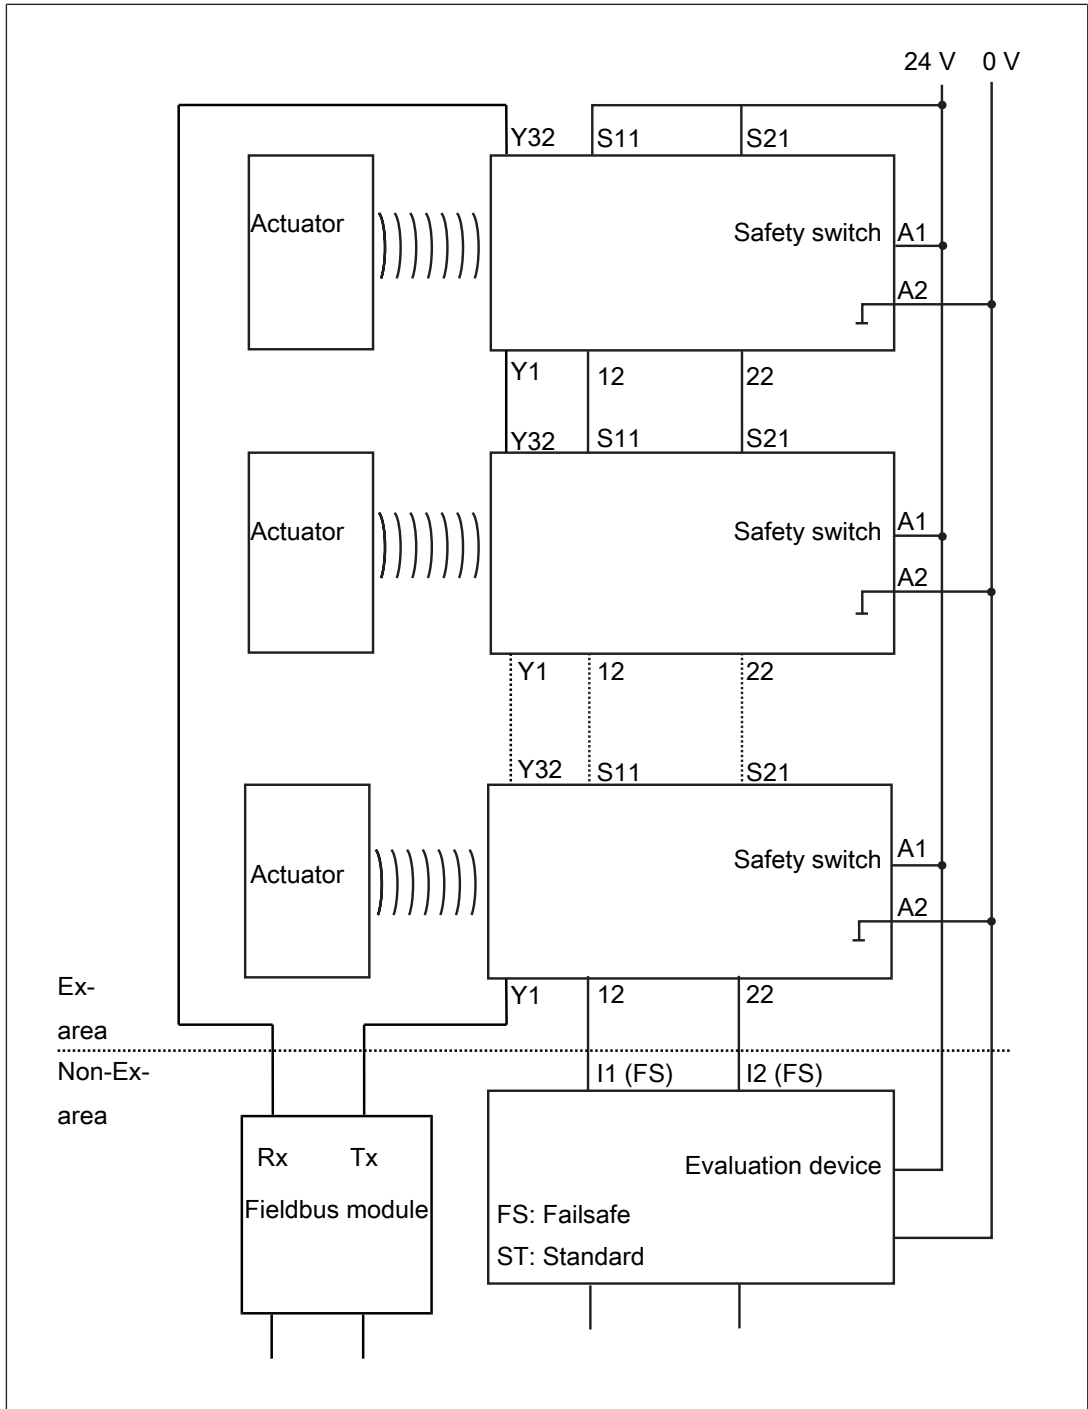 24 V 0 V
Y32 S11 S21
Actuator
Safety switch A1
A2
Y1 12 22
Y32 S11 S21
Actuator
Safety switch A1
A2
Y1 12 22
Y32 S11 S21
Actuator
Safety switch A1
A2
Ex-
area
Y1 12 22
Non-Ex-
area
I1 (FS) I2 (FS)
Rx Tx
Fieldbus module
Evaluation device
FS: Failsafe
ST: Standard